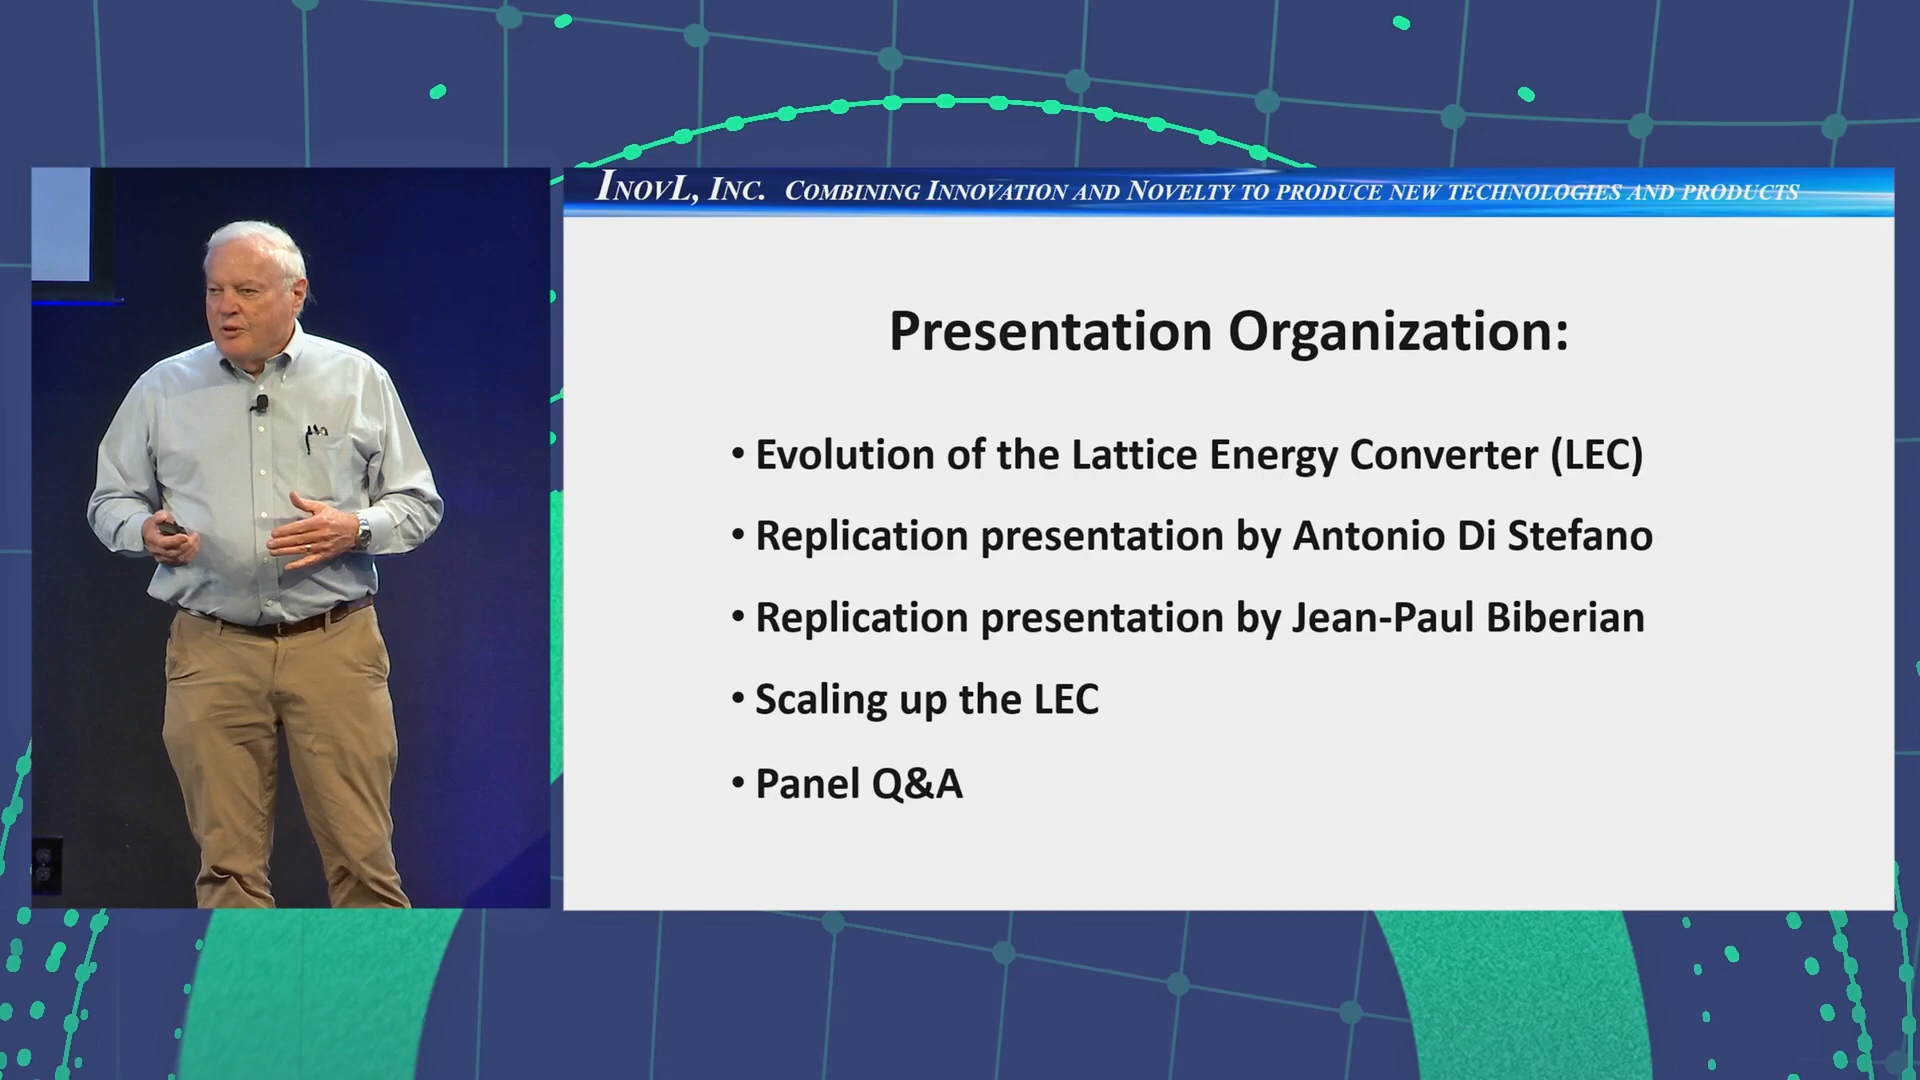 INOVL, INC. COMBINING INNOVATION AND NOVELTY TO PRODUCE NEW TECHNOLOGIES AND PRODUCTS
Presentation Organization:
• Evolution of the Lattice Energy Converter (LEC)
• Replication presentation by Antonio Di Stefano
• Replication presentation by Jean-Paul Biberian
• Scaling up the LEC
• Panel Q&A